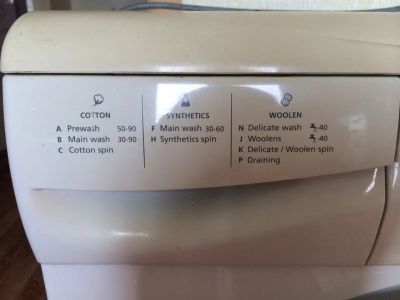 COTTON
A Prewash 50-90
B Main wash 30-90
C Cotton spin
SYNTHETICS
F Main wash 30-60
H Synthetics spin
WOOLEN
N Delicate wash -40
J Woolens -40
K Delicate / Woolen spin
P Draining